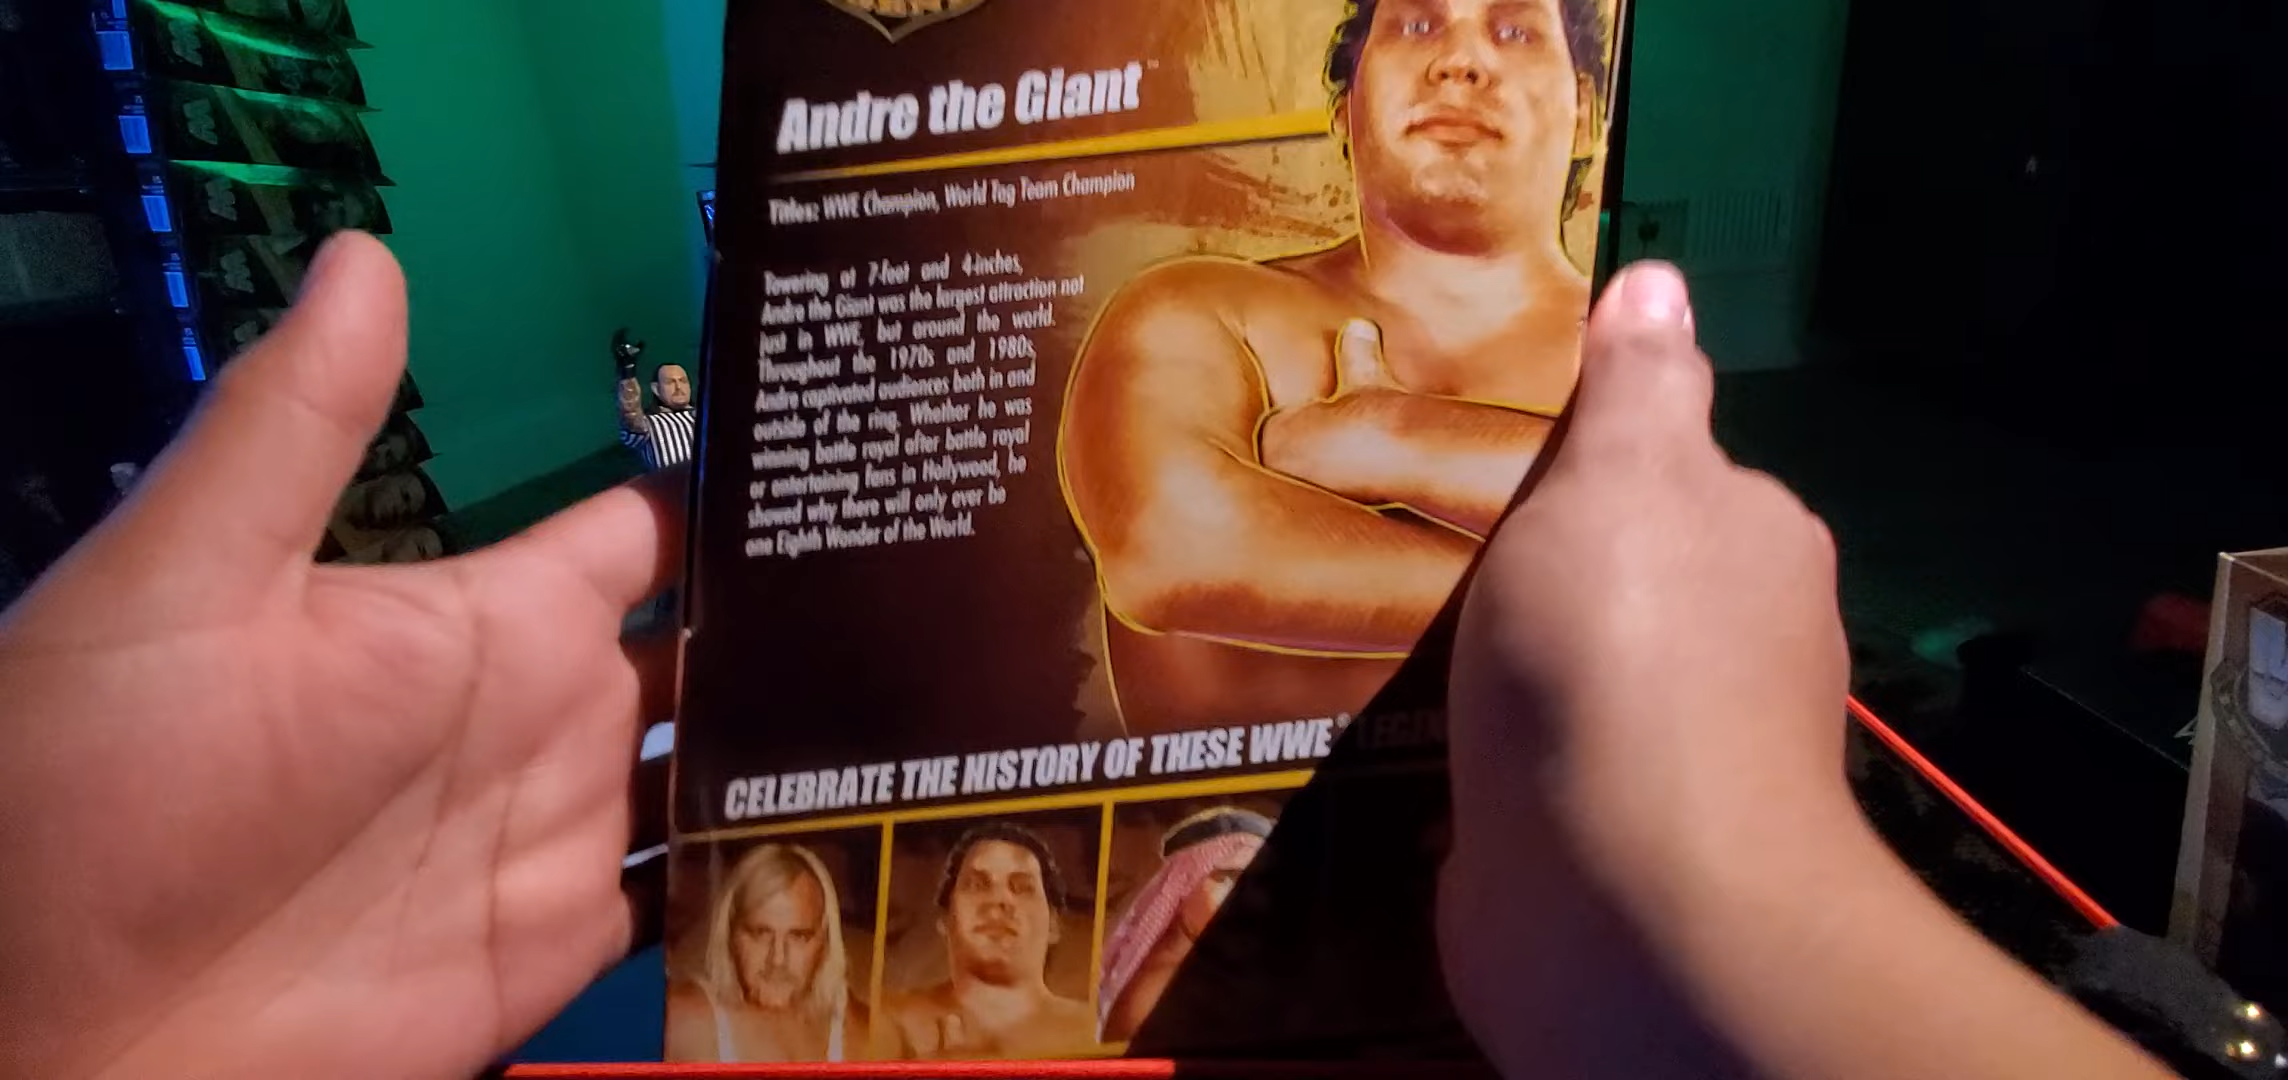 Andre the Giant™
Titles: WWE Champion, World Tag Team Champion
Towering at 7-feet and 4-inches,
Andre the Giant was the largest attraction not
just in WWE, but around the world.
Throughout the 1970s and 1980s,
Andre captivated audiences both in and
outside of the ring. Whether he was
winning battle royal after battle royal
or entertaining fans in Hollywood, he
showed why there will only ever be
one Eighth Wonder of the World.
CELEBRATE THE HISTORY OF THESE WWE®